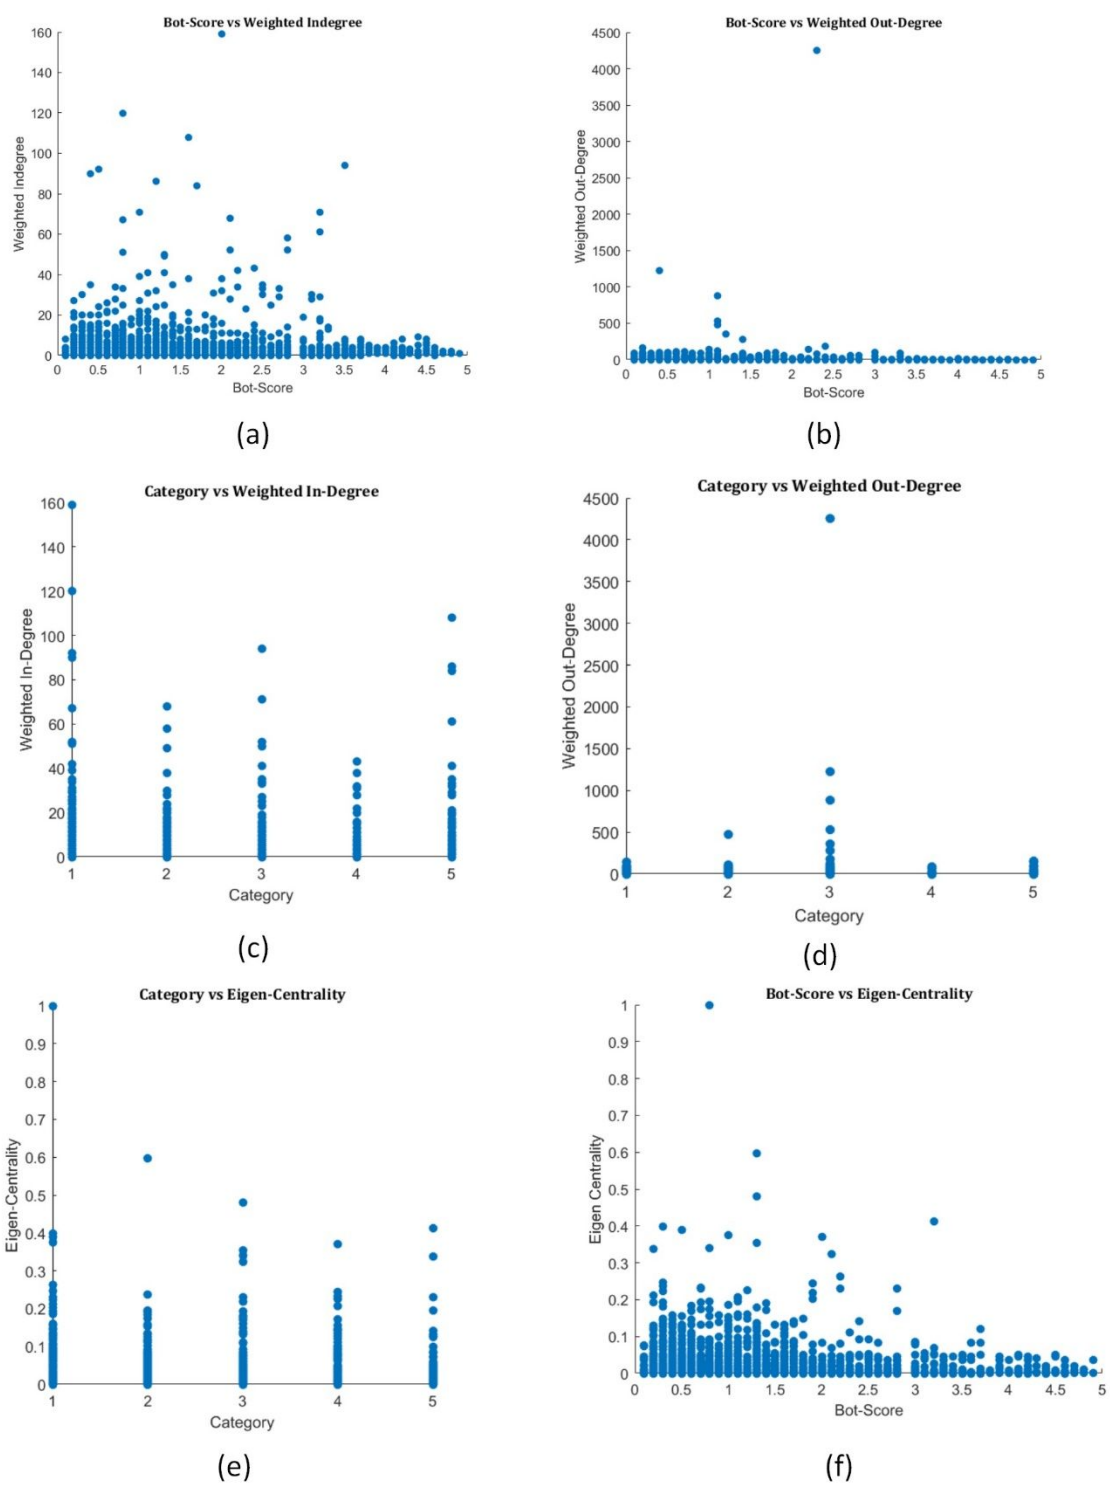 Bot-Score vs Weighted Indegree
160
140
120
100
80
60
40
20
0
Weighted Indegree
0 0.5 1 1.5 2 2.5 3 3.5 4 4.5 5
Bot-Score
(a)
Bot-Score vs Weighted Out-Degree
4500
4000
3500
3000
2500
2000
1500
1000
500
0
Weighted Out-Degree
0 0.5 1 1.5 2 2.5 3 3.5 4 4.5 5
Bot-Score
(b)
Category vs Weighted In-Degree
160
140
120
100
80
60
40
20
0
Weighted In-Degree
1 2 3 4 5
Category
(c)
Category vs Weighted Out-Degree
4500
4000
3500
3000
2500
2000
1500
1000
500
0
Weighted Out-Degree
1 2 3 4 5
Category
(d)
Category vs Eigen-Centrality
1
0.9
0.8
0.7
0.6
0.5
0.4
0.3
0.2
0.1
0
Eigen-Centrality
1 2 3 4 5
Category
(e)
Bot-Score vs Eigen-Centrality
1
0.9
0.8
0.7
0.6
0.5
0.4
0.3
0.2
0.1
0
Eigen Centrality
0 0.5 1 1.5 2 2.5 3 3.5 4 4.5 5
Bot-Score
(f)